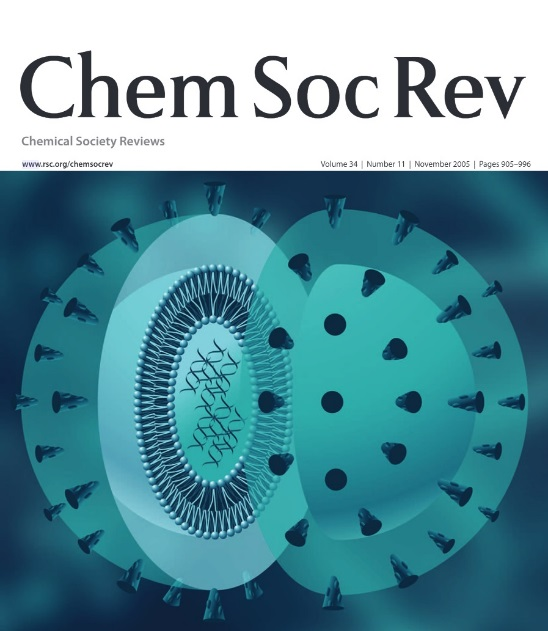 Chem Soc Rev
Chemical Society Reviews
www.rsc.org/chemsocrev Volume 34 | Number 11 | November 2005 | Pages 905–996